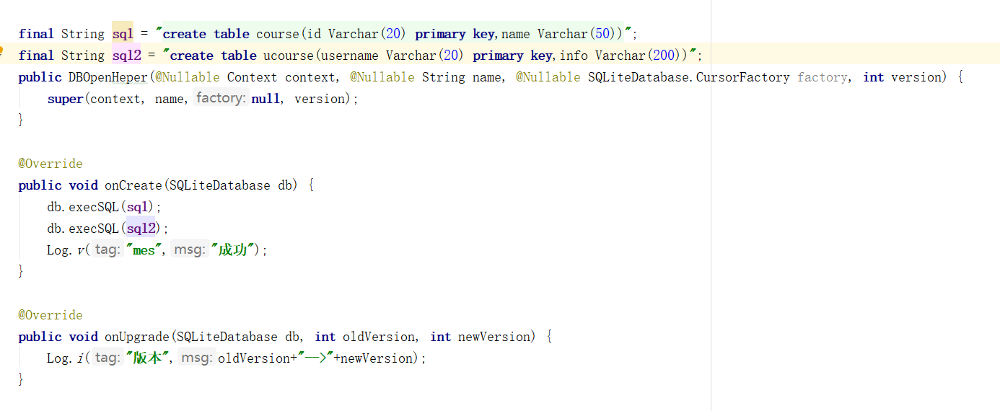 final String sql = "create table course(id Varchar(20) primary key,name Varchar(50))";
final String sql2 = "create table ucourse(username Varchar(20) primary key,info Varchar(200))";
public DBOpenHeper(@Nullable Context context, @Nullable String name, @Nullable SQLiteDatabase.CursorFactory factory, int version) {
super(context, name, factory: null, version);
}
@Override
public void onCreate(SQLiteDatabase db) {
db.execSQL(sql);
db.execSQL(sql2);
Log.v( tag: "mes", msg: "成功");
}
@Override
public void onUpgrade(SQLiteDatabase db, int oldVersion, int newVersion) {
Log.i( tag: "版本", msg: oldVersion+"-->"+newVersion);
}